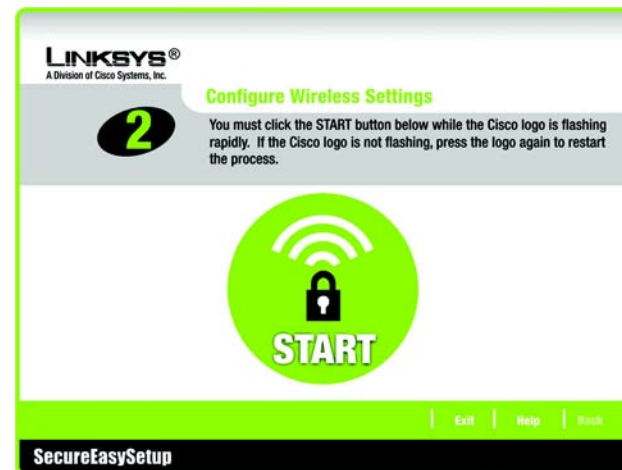 LINKSYS®
A Division of Cisco Systems, Inc.
Configure Wireless Settings
2
You must click the START button below while the Cisco logo is flashing
rapidly. If the Cisco logo is not flashing, press the logo again to restart
the process.
START
Exit
Help
Back
SecureEasySetup